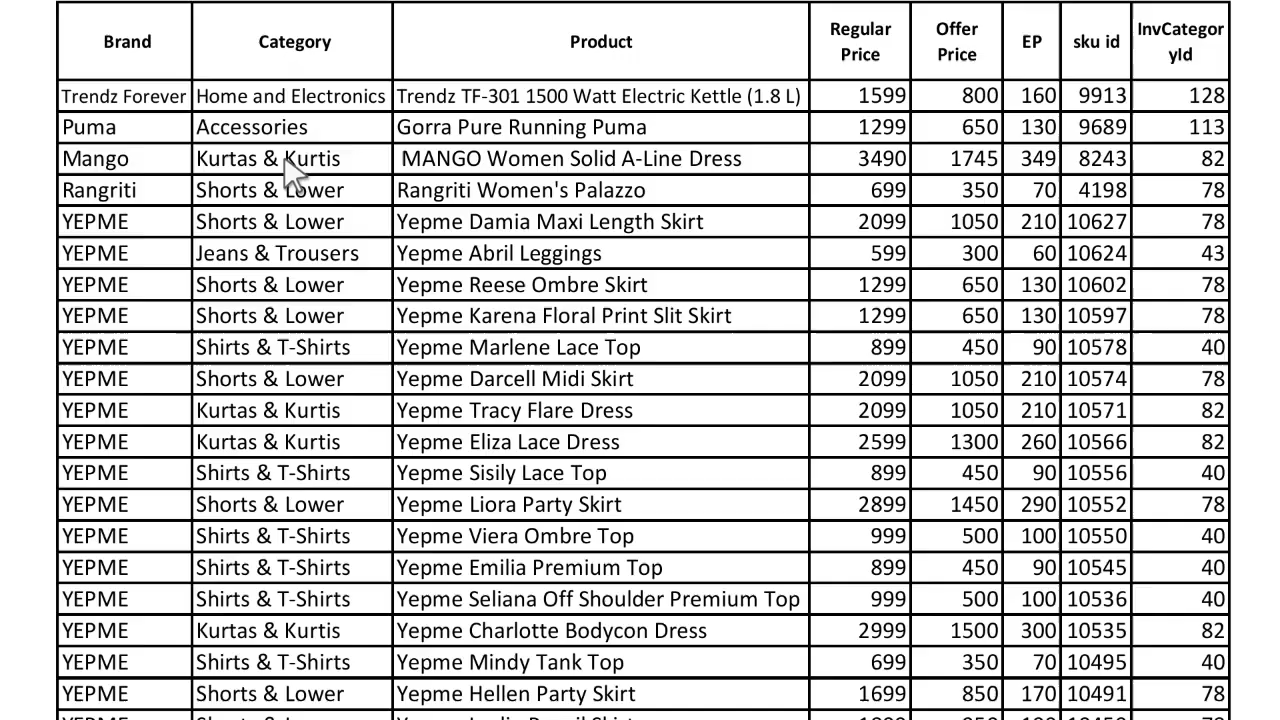 Brand Category Product Regular Price Offer Price EP sku id InvCategoryId
Trendz Forever Home and Electronics Trendz TF-301 1500 Watt Electric Kettle (1.8 L) 1599 800 160 9913 128
Puma Accessories Gorra Pure Running Puma 1299 650 130 9689 113
Mango Kurtas & Kurtis MANGO Women Solid A-Line Dress 3490 1745 349 8243 82
Rangriti Shorts & Lower Rangriti Women's Palazzo 699 350 70 4198 78
YEPME Shorts & Lower Yepme Damia Maxi Length Skirt 2099 1050 210 10627 78
YEPME Jeans & Trousers Yepme Abril Leggings 599 300 60 10624 43
YEPME Shorts & Lower Yepme Reese Ombre Skirt 1299 650 130 10602 78
YEPME Shorts & Lower Yepme Karena Floral Print Slit Skirt 1299 650 130 10597 78
YEPME Shirts & T-Shirts Yepme Marlene Lace Top 899 450 90 10578 40
YEPME Shorts & Lower Yepme Darcell Midi Skirt 2099 1050 210 10574 78
YEPME Kurtas & Kurtis Yepme Tracy Flare Dress 2099 1050 210 10571 82
YEPME Kurtas & Kurtis Yepme Eliza Lace Dress 2599 1300 260 10566 82
YEPME Shirts & T-Shirts Yepme Sisily Lace Top 899 450 90 10556 40
YEPME Shorts & Lower Yepme Liora Party Skirt 2899 1450 290 10552 78
YEPME Shirts & T-Shirts Yepme Viera Ombre Top 999 500 100 10550 40
YEPME Shirts & T-Shirts Yepme Emilia Premium Top 899 450 90 10545 40
YEPME Shirts & T-Shirts Yepme Seliana Off Shoulder Premium Top 999 500 100 10536 40
YEPME Kurtas & Kurtis Yepme Charlotte Bodycon Dress 2999 1500 300 10535 82
YEPME Shirts & T-Shirts Yepme Mindy Tank Top 699 350 70 10495 40
YEPME Shorts & Lower Yepme Hellen Party Skirt 1699 850 170 10491 78